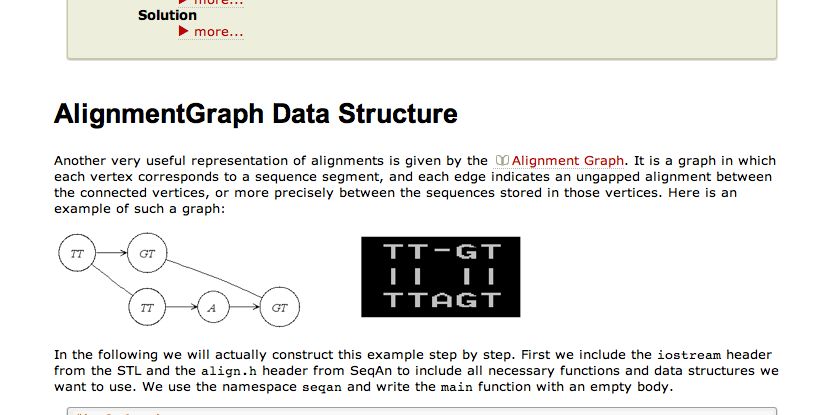 more...
Solution
more...
AlignmentGraph Data Structure
Another very useful representation of alignments is given by the Alignment Graph. It is a graph in which
each vertex corresponds to a sequence segment, and each edge indicates an ungapped alignment between
the connected vertices, or more precisely between the sequences stored in those vertices. Here is an
example of such a graph:
TT
GT
TT
A
GT
TT-GT
|| ||
TTAGT
In the following we will actually construct this example step by step. First we include the iostream header
from the STL and the align.h header from SeqAn to include all necessary functions and data structures we
want to use. We use the namespace seqan and write the main function with an empty body.